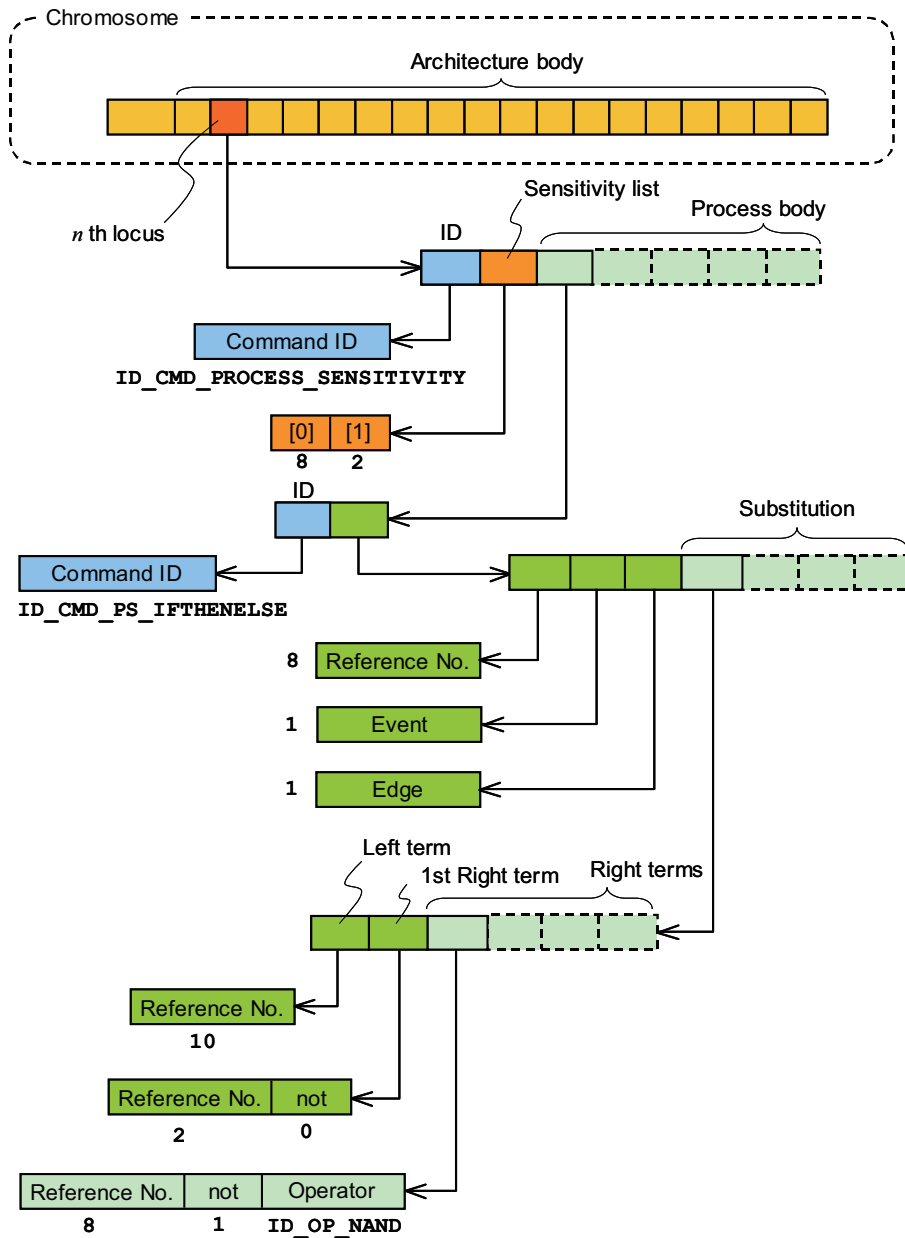 Chromosome
Architecture body
n th locus
Sensitivity list
Process body
ID
Command ID
ID_CMD_PROCESS_SENSITIVITY
[0] [1]
8 2
ID
Substitution
Command ID
ID_CMD_PS_IFTHENELSE
8 Reference No.
1 Event
1 Edge
Left term
1st Right term
Right terms
Reference No.
10
Reference No. not
2 0
Reference No. not Operator
8 1 ID_OP_NAND